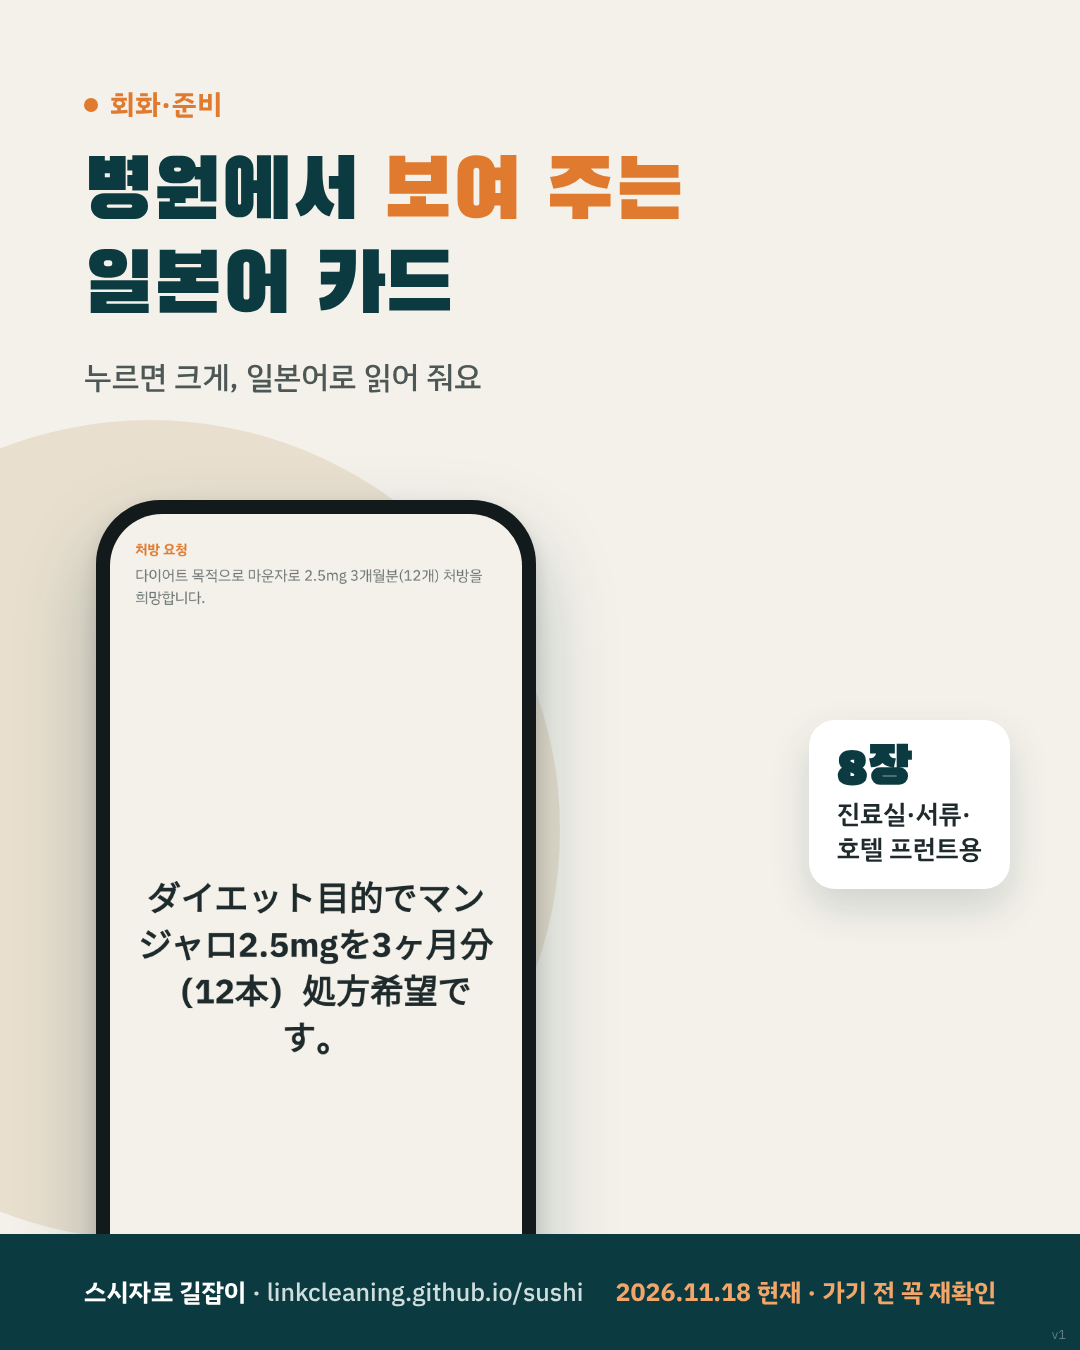 회화·준비
병원에서 보여 주는
일본어 카드
누르면 크게, 일본어로 읽어 줘요
처방 요청
다이어트 목적으로 마운자로 2.5mg 3개월분(12개) 처방을
희망합니다.
ダイエット目的でマン
ジャロ2.5mgを3ヶ月分
（12本）処方希望で
す。
8장
진료실·서류·
호텔 프런트용
스시자로 길잡이 · linkcleaning.github.io/sushi
2026.11.18 현재 · 가기 전 꼭 재확인
v1